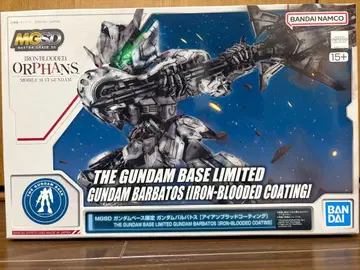 MGSD
MASTER GRADE SD
BANDAI NAMCO
IRON-BLOODED
ORPHANS
MOBILE SUIT GUNDAM
15+
THE GUNDAM BASE LIMITED
GUNDAM BARBATOS [IRON-BLOODED COATING]
THE GUNDAM BASE
MGSD ガンダムベース限定 ガンダムバルバトス [アイアンブラッドコーティング]
THE GUNDAM BASE LIMITED GUNDAM BARBATOS [IRON-BLOODED COATING]
BANDAI